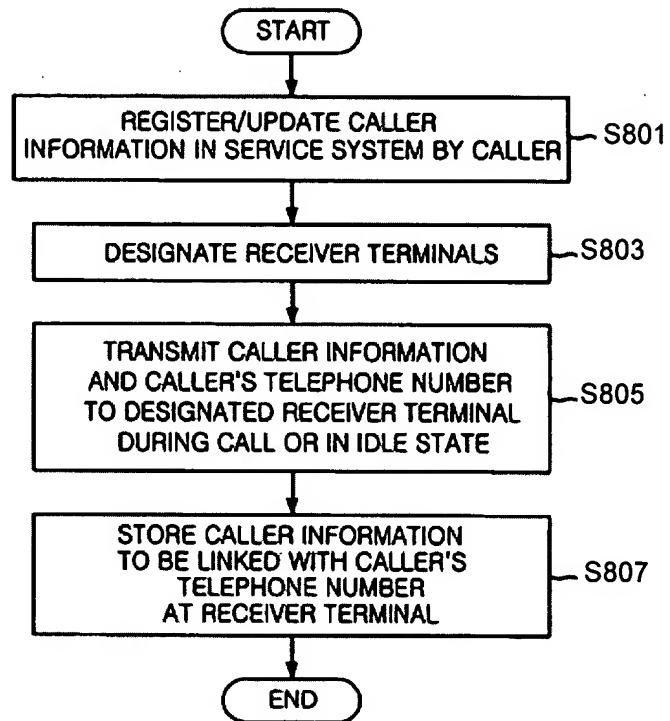 START
REGISTER/UPDATE CALLER
INFORMATION IN SERVICE SYSTEM BY CALLER
S801
DESIGNATE RECEIVER TERMINALS
S803
TRANSMIT CALLER INFORMATION
AND CALLER'S TELEPHONE NUMBER
TO DESIGNATED RECEIVER TERMINAL
DURING CALL OR IN IDLE STATE
S805
STORE CALLER INFORMATION
TO BE LINKED WITH CALLER'S
TELEPHONE NUMBER
AT RECEIVER TERMINAL
S807
END